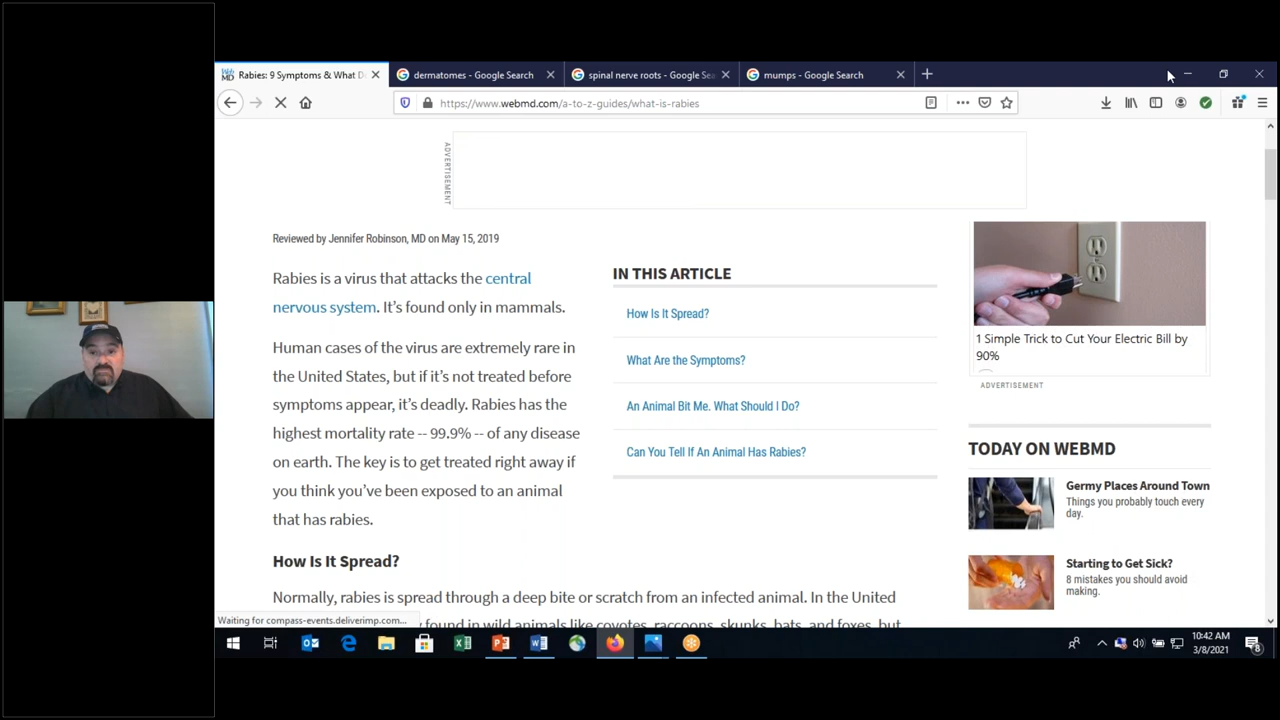 Rabies: 9 Symptoms & What D
dermatomes - Google Search
spinal nerve roots - Google Sea
mumps - Google Search
https://www.webmd.com/a-to-z-guides/what-is-rabies
ADVERTISEMENT
Reviewed by Jennifer Robinson, MD on May 15, 2019
Rabies is a virus that attacks the central
nervous system. It's found only in mammals.
Human cases of the virus are extremely rare in
the United States, but if it's not treated before
symptoms appear, it's deadly. Rabies has the
highest mortality rate -- 99.9% -- of any disease
on earth. The key is to get treated right away if
you think you've been exposed to an animal
that has rabies.
IN THIS ARTICLE
How Is It Spread?
What Are the Symptoms?
An Animal Bit Me. What Should I Do?
Can You Tell If An Animal Has Rabies?
How Is It Spread?
Normally, rabies is spread through a deep bite or scratch from an infected animal. In the United
found in wild animals like coyotes, raccoons, skunks, bats, and foxes, but
1 Simple Trick to Cut Your Electric Bill by
90%
ADVERTISEMENT
TODAY ON WEBMD
Germy Places Around Town
Things you probably touch every
day.
Starting to Get Sick?
8 mistakes you should avoid
making.
Waiting for compass-events.deliverimp.com...
10:42 AM
3/8/2021
8